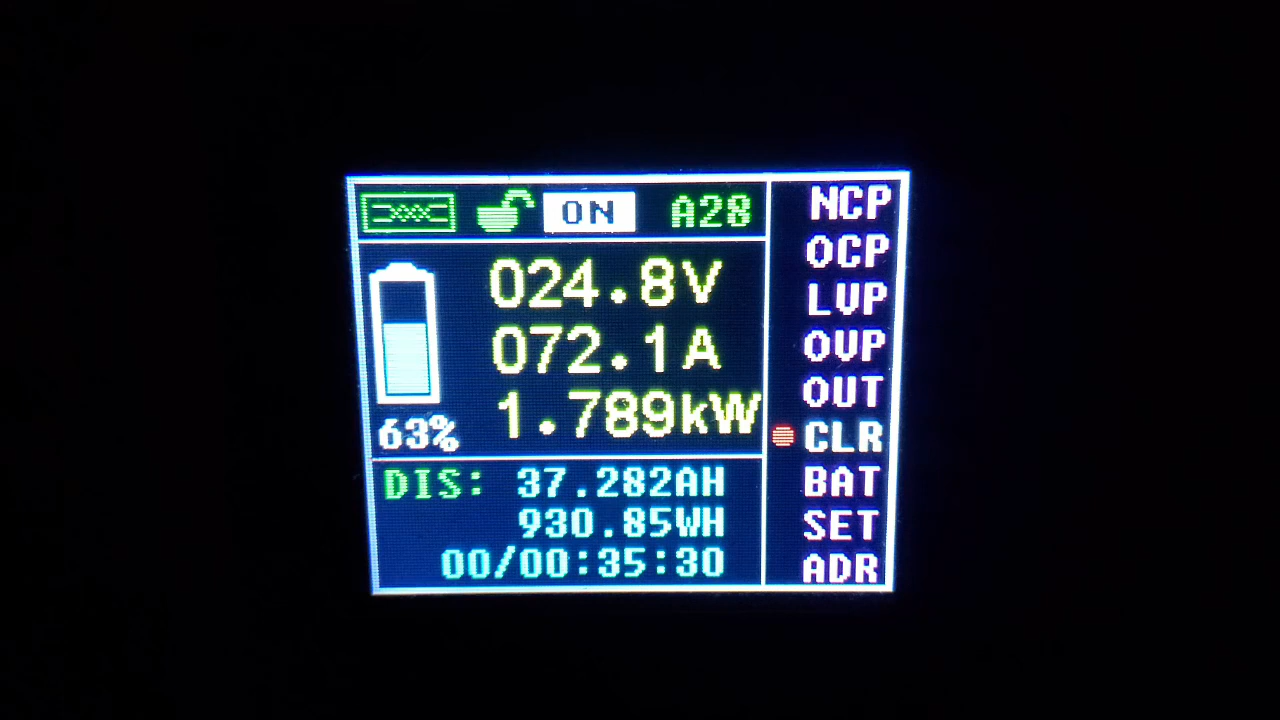 ON A20
024.8V
072.1A
1.789kW
63%
DIS: 37.282AH
930.85WH
00/00:35:30
NCP
OCP
LVP
OVP
OUT
CLR
BAT
SET
ADR